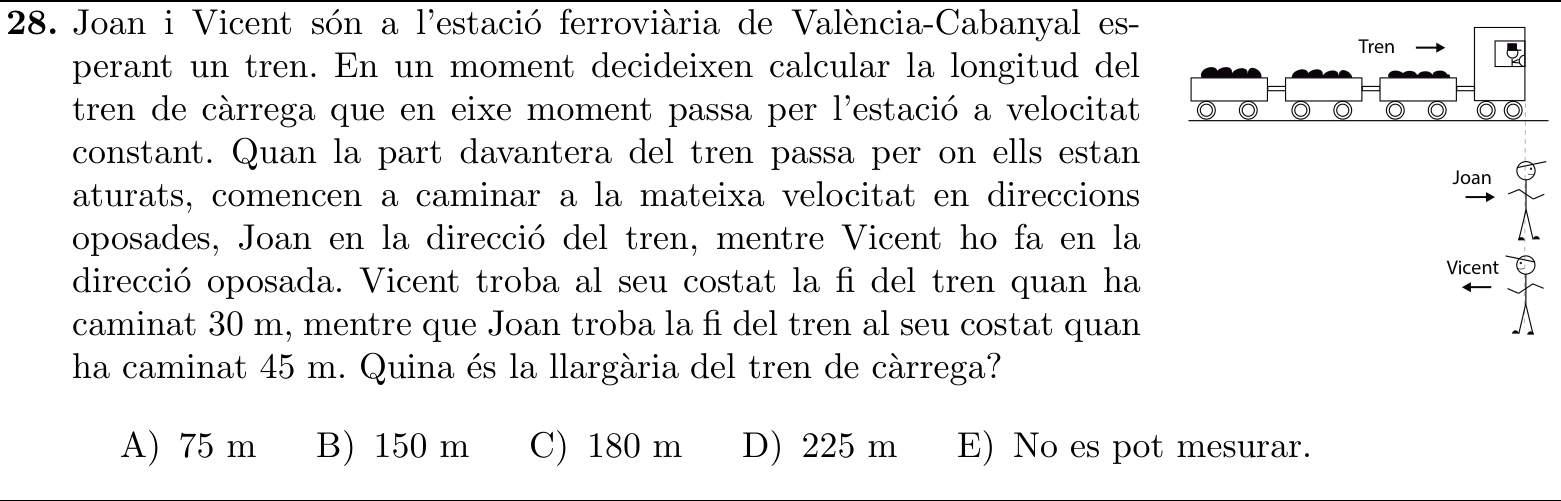 28. Joan i Vicent són a l'estació ferroviària de València-Cabanyal es-
perant un tren. En un moment decideixen calcular la longitud del
tren de càrrega que en eixe moment passa per l'estació a velocitat
constant. Quan la part davantera del tren passa per on ells estan
aturats, comencen a caminar a la mateixa velocitat en direccions
oposades, Joan en la direcció del tren, mentre Vicent ho fa en la
direcció oposada. Vicent troba al seu costat la fi del tren quan ha
caminat 30 m, mentre que Joan troba la fi del tren al seu costat quan
ha caminat 45 m. Quina és la llargària del tren de càrrega?
Tren
Joan
Vicent
A) 75 m B) 150 m C) 180 m D) 225 m E) No es pot mesurar.